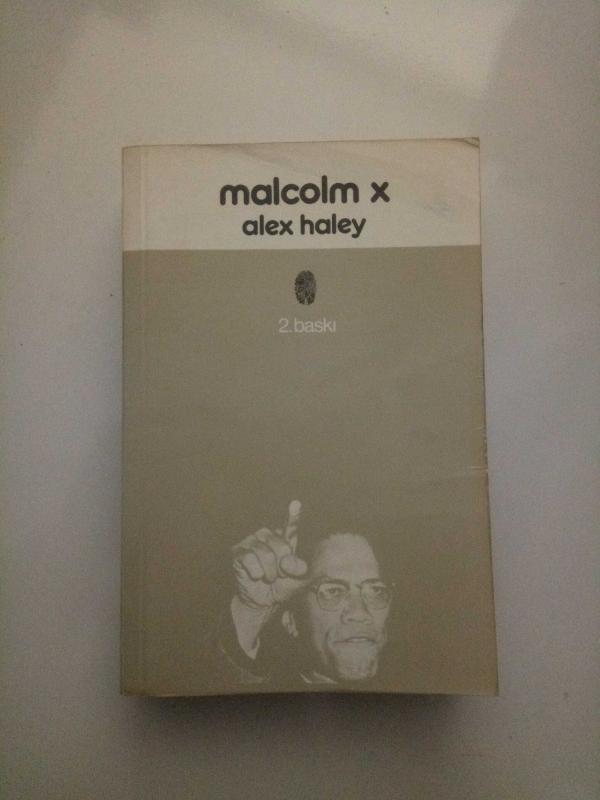 malcolm x
alex haley
2.baskı